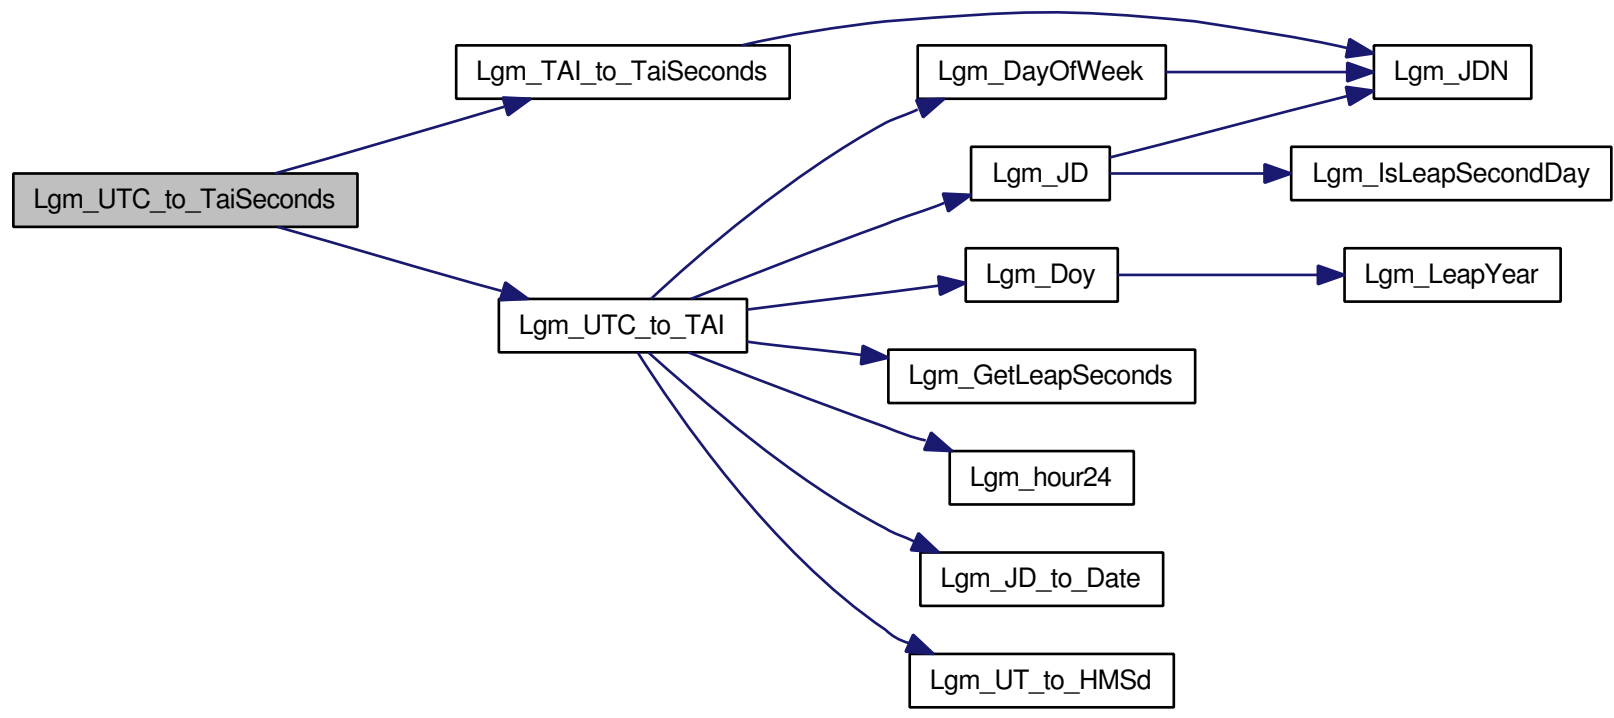 Lgm_UTC_to_TaiSeconds
Lgm_TAI_to_TaiSeconds
Lgm_UTC_to_TAI
Lgm_DayOfWeek
Lgm_JD
Lgm_Doy
Lgm_GetLeapSeconds
Lgm_hour24
Lgm_JD_to_Date
Lgm_UT_to_HMSd
Lgm_JDN
Lgm_IsLeapSecondDay
Lgm_LeapYear